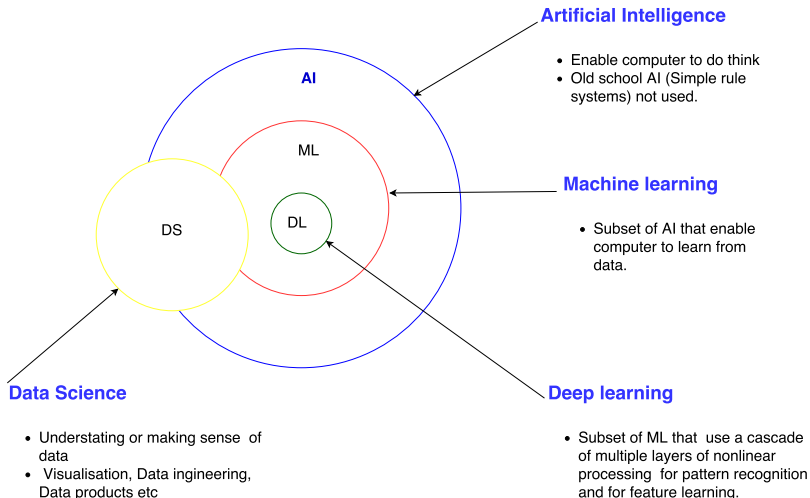 Artificial Intelligence
• Enable computer to do think
• Old school AI (Simple rule
systems) not used.
AI
ML
DL
DS
Machine learning
• Subset of AI that enable
computer to learn from
data.
Data Science
• Understating or making sense of
data
• Visualisation, Data ingineering,
Data products etc
Deep learning
• Subset of ML that use a cascade
of multiple layers of nonlinear
processing for pattern recognition
and for feature learning.